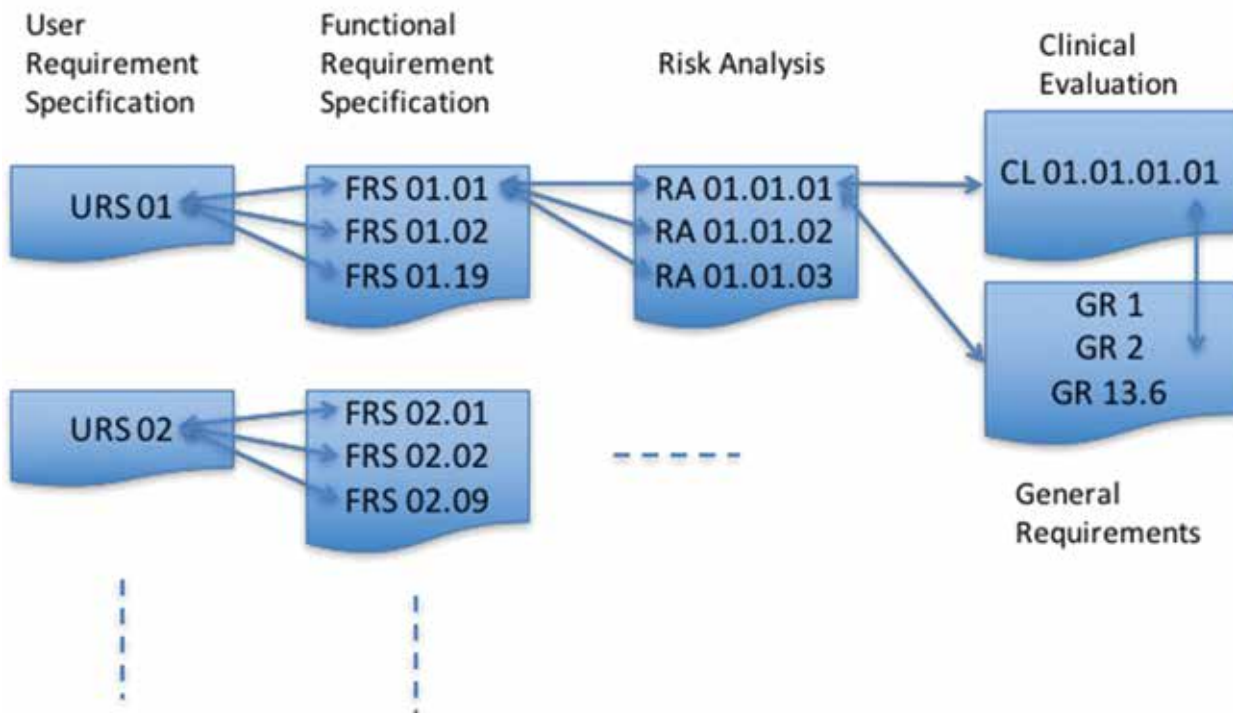 User
Requirement
Specification
Functional
Requirement
Specification
Risk Analysis
Clinical
Evaluation
URS 01
FRS 01.01
FRS 01.02
FRS 01.19
RA 01.01.01
RA 01.01.02
RA 01.01.03
CL 01.01.01.01
GR 1
GR 2
GR 13.6
URS 02
FRS 02.01
FRS 02.02
FRS 02.09
General
Requirements